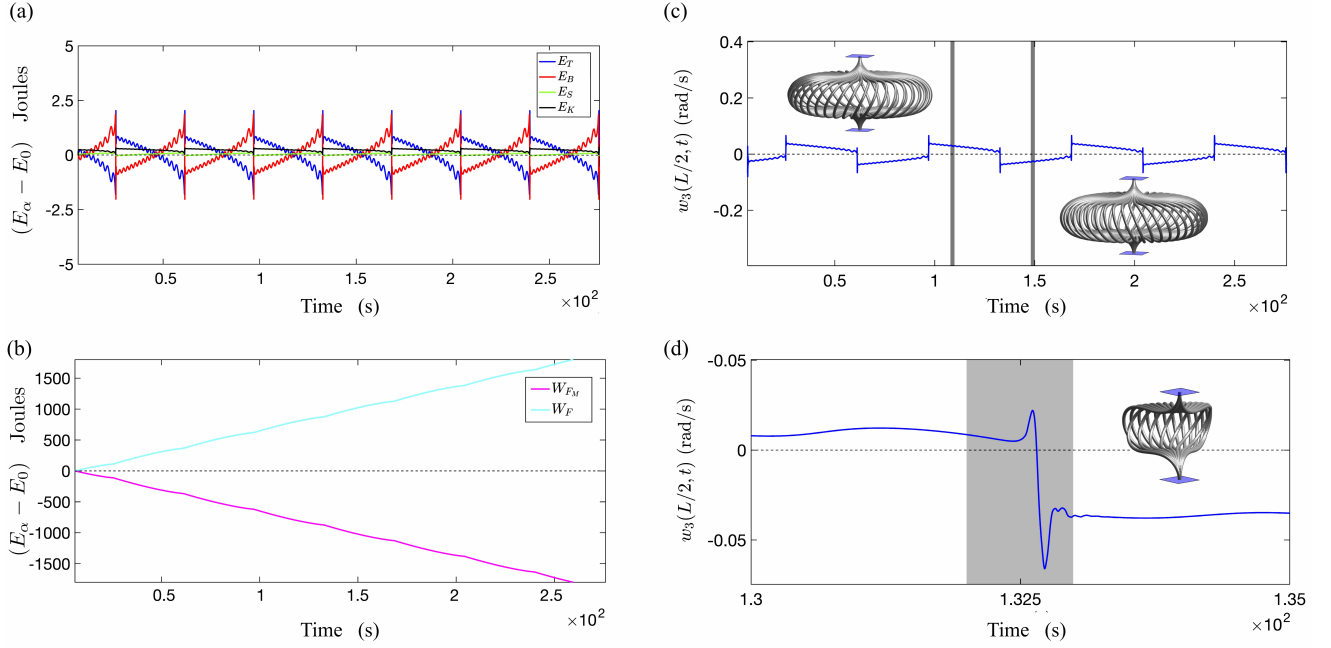 (a)
(E_α − E_0) Joules
5
2.5
0
-2.5
-5
E_T
E_B
E_S
E_K
0.5
1
1.5
2
2.5
×10^2
Time (s)
(b)
(E_α − E_0) Joules
1500
1000
500
0
-500
-1000
-1500
W_{F_M}
W_F
0.5
1
1.5
2
2.5
×10^2
Time (s)
(c)
w_3(L/2, t) (rad/s)
0.4
0.2
0
-0.2
0.5
1
1.5
2
2.5
×10^2
Time (s)
(d)
w_3(L/2, t) (rad/s)
-0.05
0
-0.05
1.3
1.325
1.35
×10^2
Time (s)